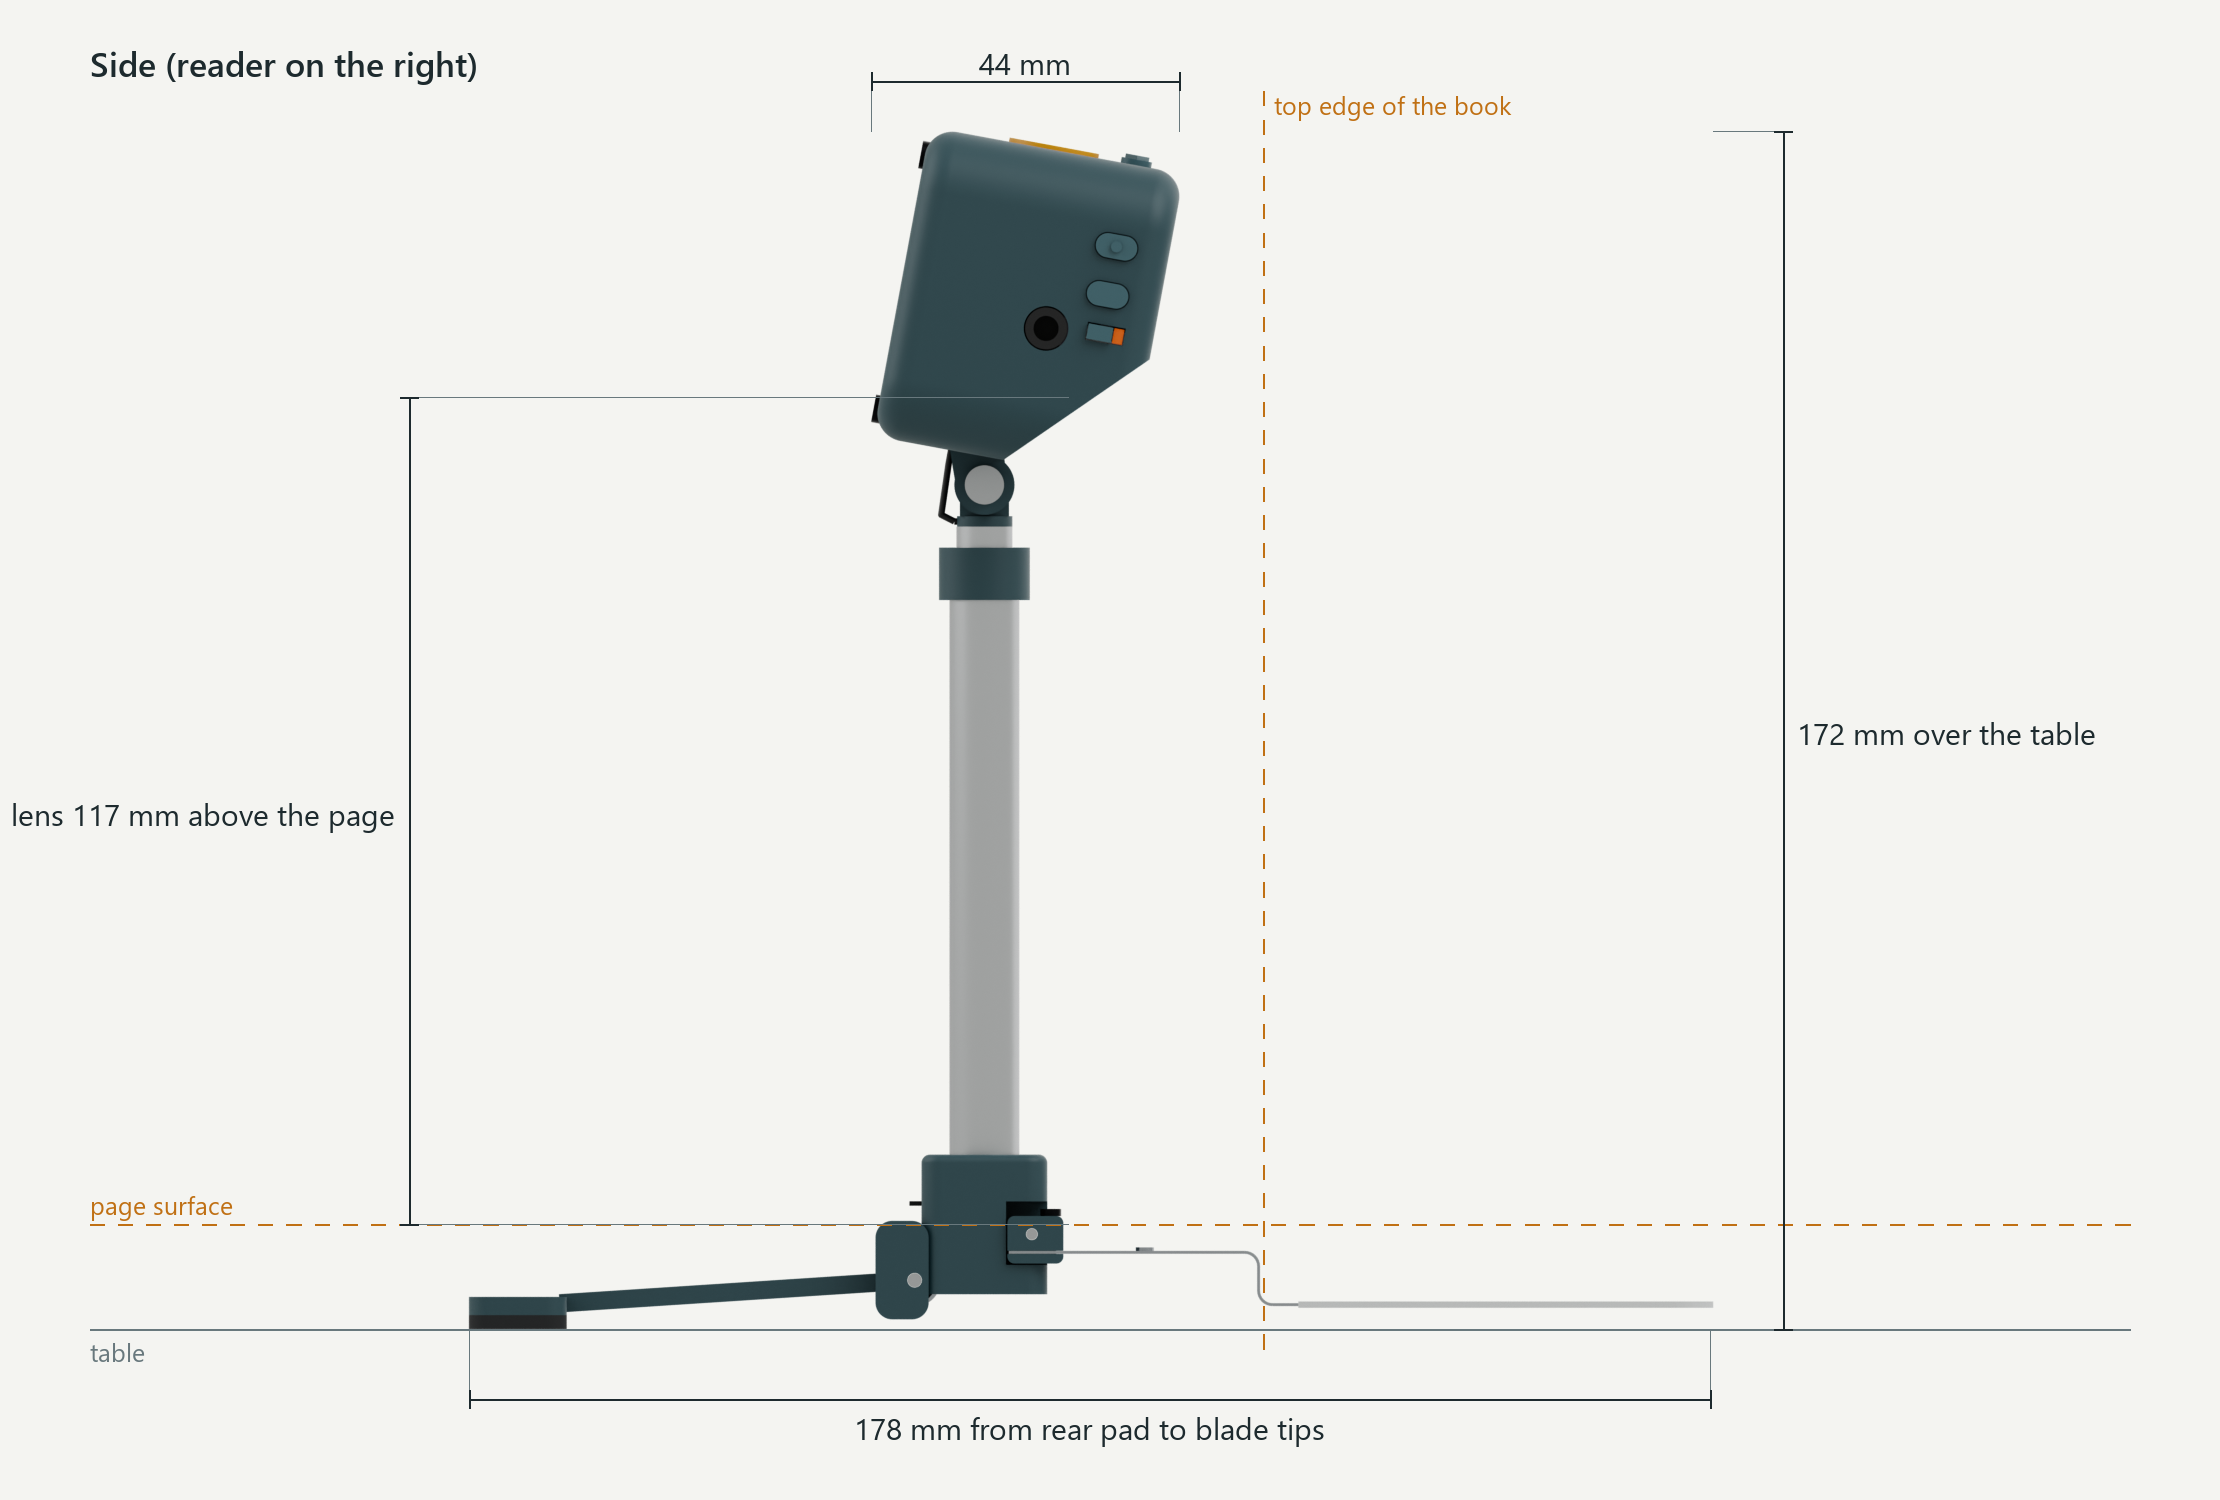 Side (reader on the right)
44 mm
top edge of the book
172 mm over the table
lens 117 mm above the page
page surface
table
178 mm from rear pad to blade tips